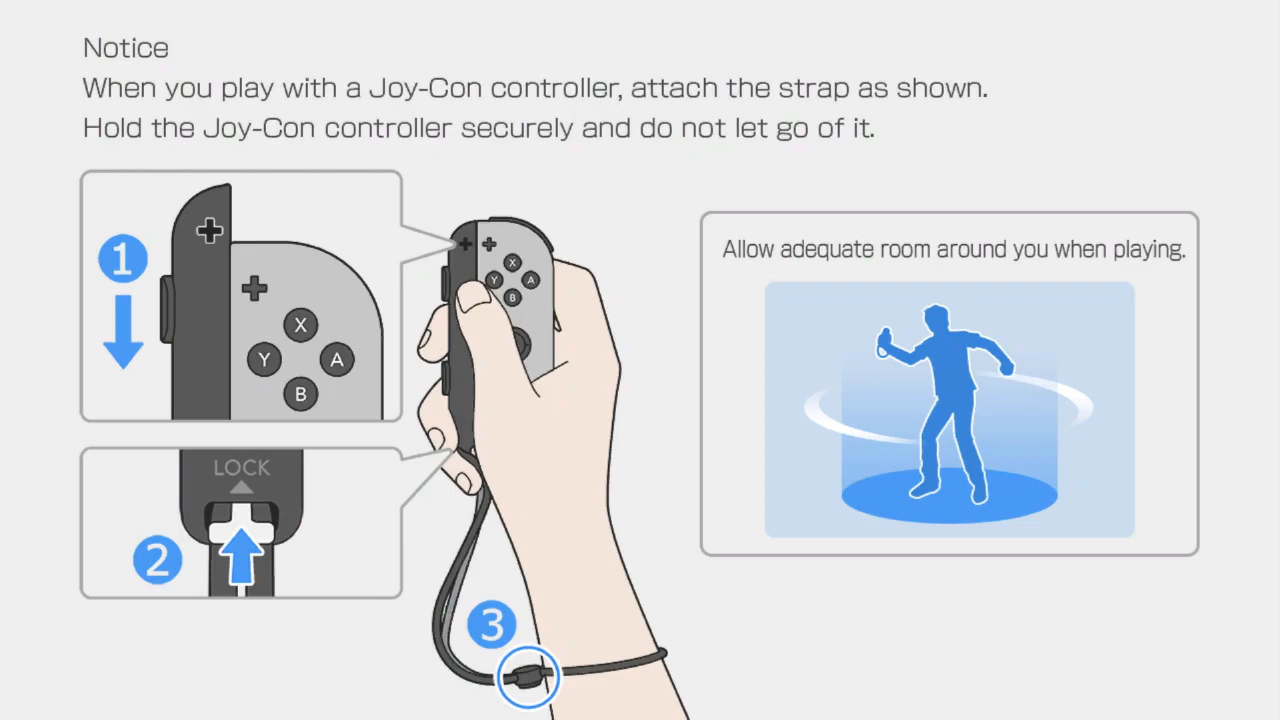 Notice
When you play with a Joy-Con controller, attach the strap as shown.
Hold the Joy-Con controller securely and do not let go of it.
1
X
Y A
B
LOCK
2
X
Y A
B
3
Allow adequate room around you when playing.